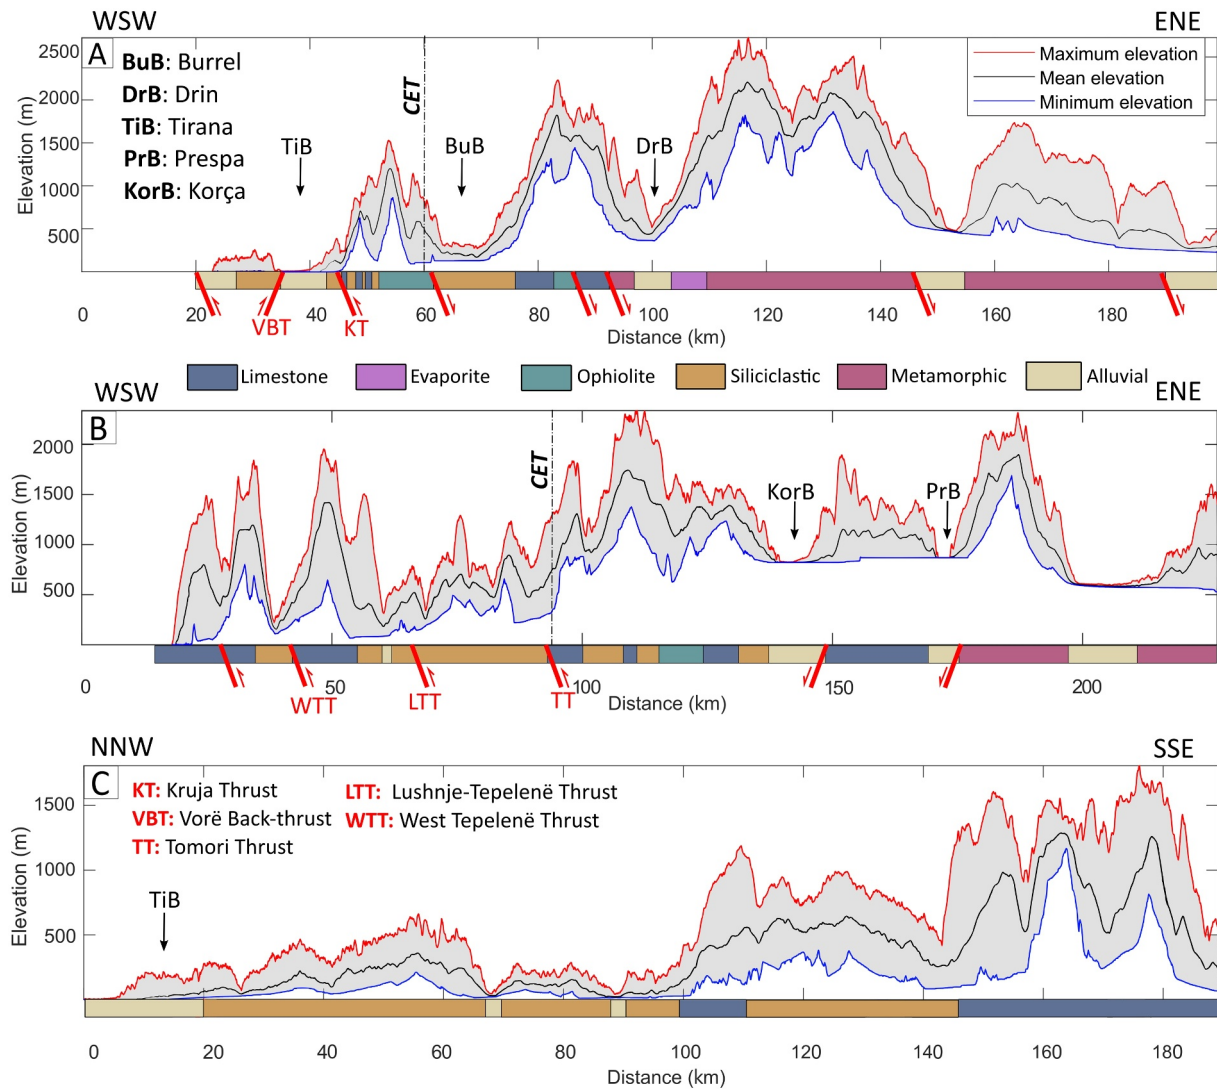 WSW
ENE
A
BuB: Burrel
DrB: Drin
TiB: Tirana
PrB: Prespa
KorB: Korça
CET
Maximum elevation
Mean elevation
Minimum elevation
TiB
BuB
DrB
Elevation (m)
2500
2000
1500
1000
500
VBT
KT
0 20 40 60 80 100 120 140 160 180
Distance (km)
Limestone Evaporite Ophiolite Siliciclastic Metamorphic Alluvial
WSW
ENE
B
CET
KorB
PrB
Elevation (m)
2000
1500
1000
500
WTT
LTT
TT
0 50 100 150 200
Distance (km)
NNW
SSE
C
KT: Kruja Thrust
VBT: Vorë Back-thrust
TT: Tomori Thrust
LTT: Lushnje-Tepelenë Thrust
WTT: West Tepelenë Thrust
TiB
Elevation (m)
1500
1000
500
0 20 40 60 80 100 120 140 160 180
Distance (km)